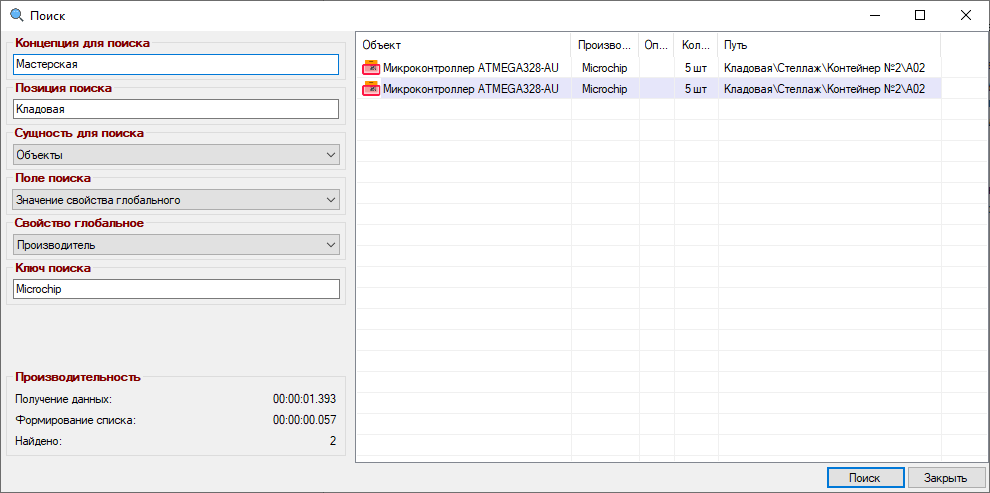 Поиск
Концепция для поиска
Мастерская
Позиция поиска
Кладовая
Сущность для поиска
Объекты
Поле поиска
Значение свойства глобального
Свойство глобальное
Производитель
Ключ поиска
Microchip
Производительность
Получение данных: 00:00:01.393
Формирование списка: 00:00:00.057
Найдено: 2
Объект Произво... Оп... Кол... Путь
Микроконтроллер ATMEGA328-AU Microchip 5 шт Кладовая\Стеллаж\Контейнер №2\A02
Микроконтроллер ATMEGA328-AU Microchip 5 шт Кладовая\Стеллаж\Контейнер №2\A02
Поиск Закрыть